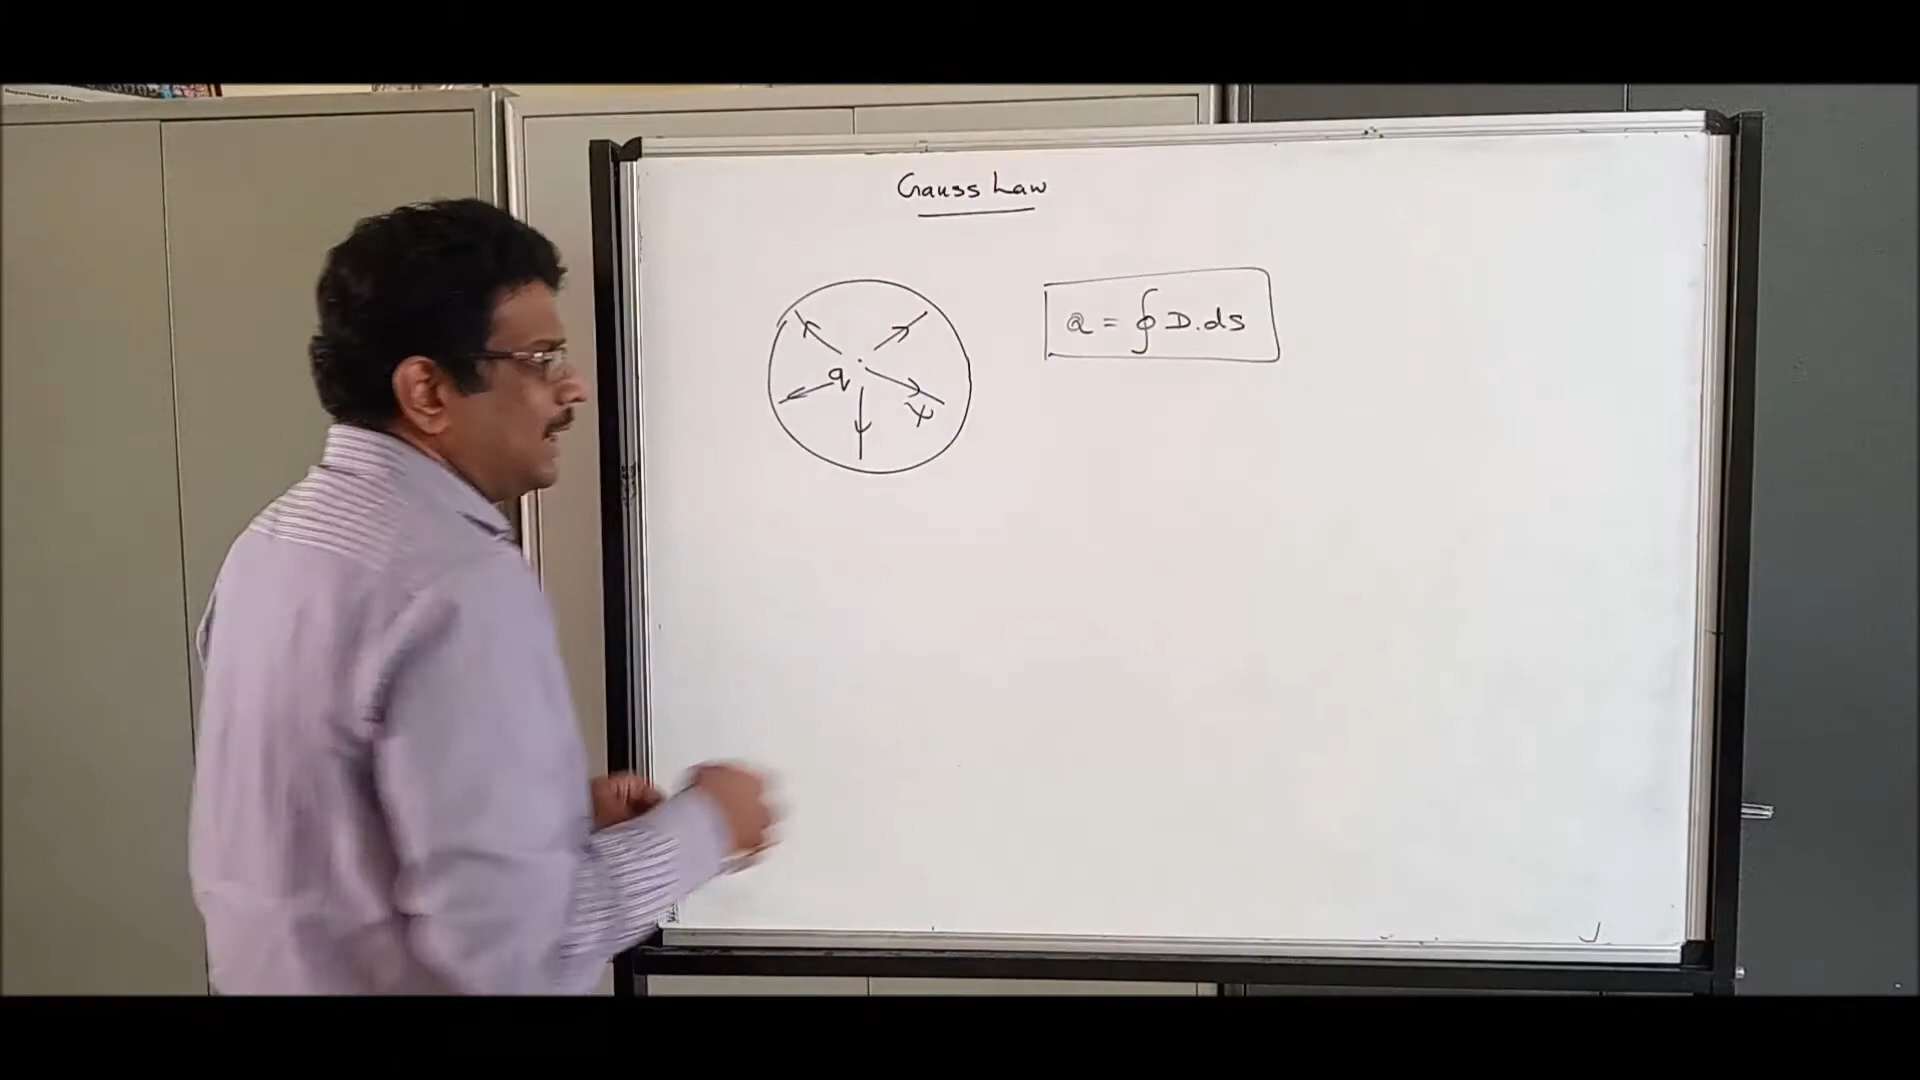 Gauss Law
Q = ∮ D.ds
q
ψ